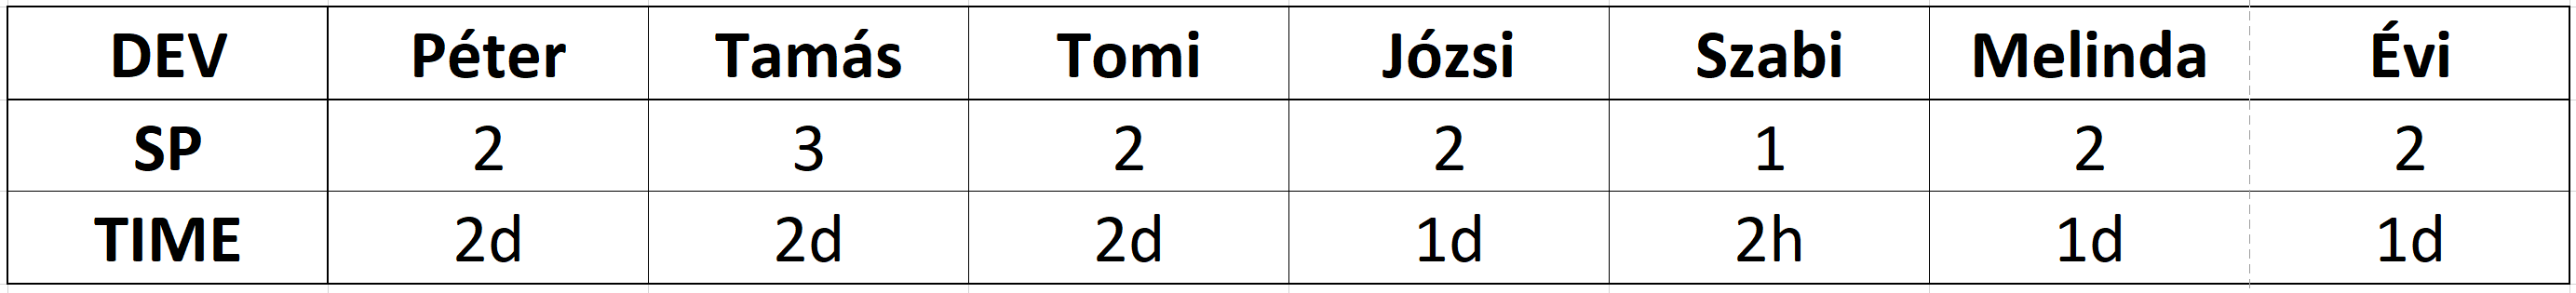 DEV Péter Tamás Tomi Józsi Szabi Melinda Évi
SP 2 3 2 2 1 2 2
TIME 2d 2d 2d 1d 2h 1d 1d